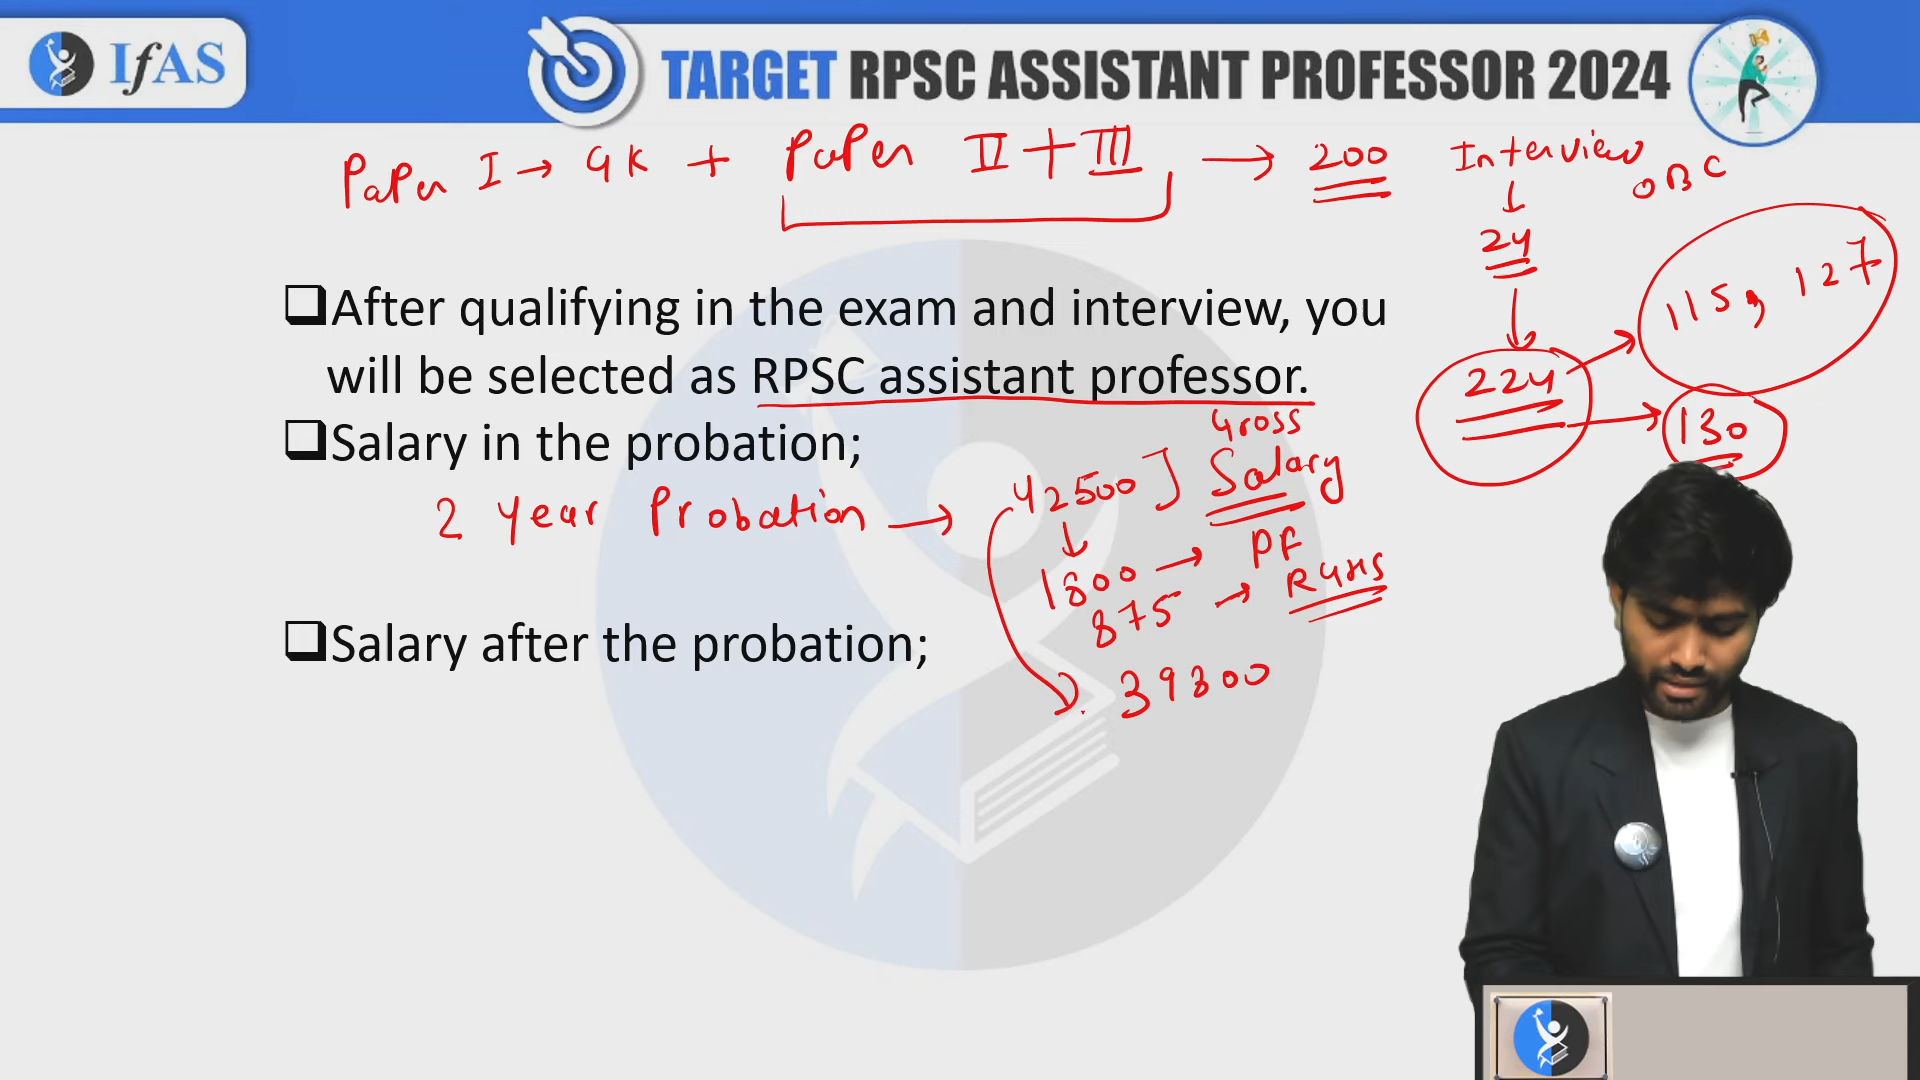 IfAS
TARGET RPSC ASSISTANT PROFESSOR 2024
PaPer I → GK + PaPer II + III → 200
Interview
OBC
↓
24
↓
224 → 115, 127
→ 130
❑After qualifying in the exam and interview, you
will be selected as RPSC assistant professor.
❑Salary in the probation;
2 year Probation → 42500 ] Gross
Salary
↓
1800 → PF
875 → RGHS
39800
❑Salary after the probation;